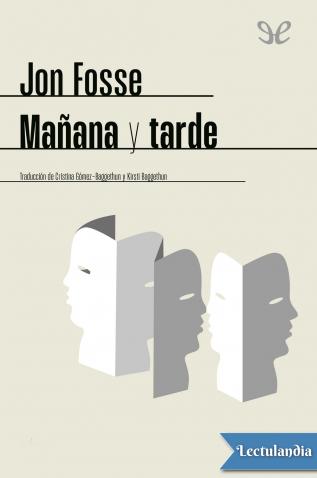 Jon Fosse
Mañana y tarde
Traducción de Cristina Gómez-Baggethun y Kirsti Baggethun
Lectulandia